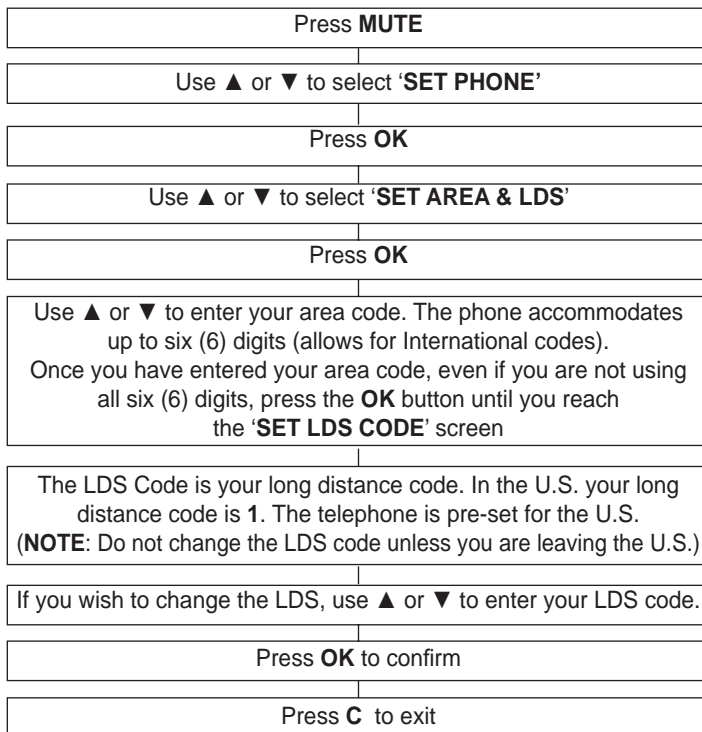 Press MUTE
Use ▲ or ▼ to select ‘SET PHONE’
Press OK
Use ▲ or ▼ to select ‘SET AREA & LDS’
Press OK
Use ▲ or ▼ to enter your area code. The phone accommodates
up to six (6) digits (allows for International codes).
Once you have entered your area code, even if you are not using
all six (6) digits, press the OK button until you reach
the ‘SET LDS CODE’ screen
The LDS Code is your long distance code. In the U.S. your long
distance code is 1. The telephone is pre-set for the U.S.
(NOTE: Do not change the LDS code unless you are leaving the U.S.)
If you wish to change the LDS, use ▲ or ▼ to enter your LDS code.
Press OK to confirm
Press C to exit